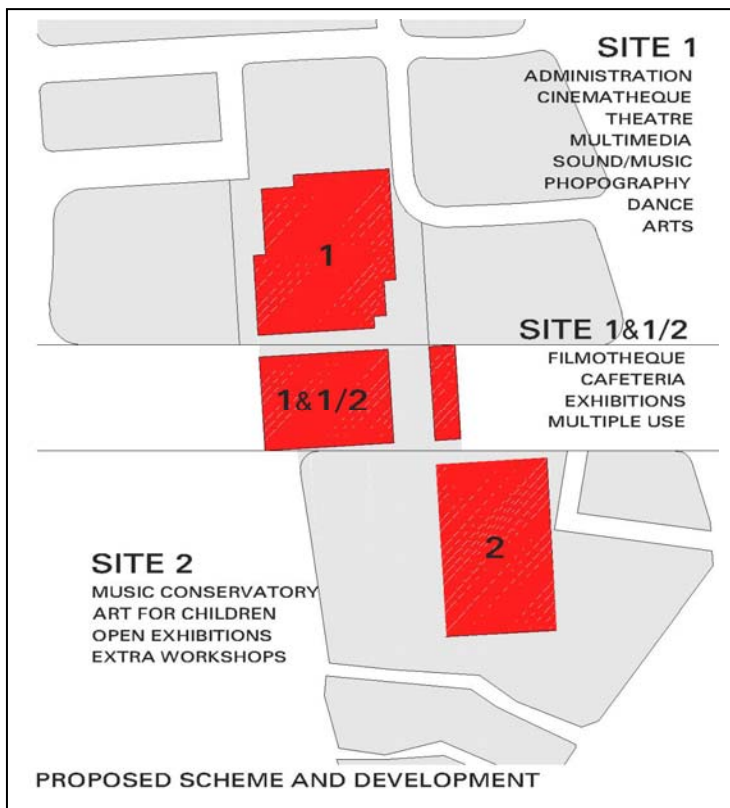 SITE 1
ADMINISTRATION
CINEMATHEQUE
THEATRE
MULTIMEDIA
SOUND/MUSIC
PHOPOGRAPHY
DANCE
ARTS
1
SITE 1&1/2
FILMOTHEQUE
CAFETERIA
EXHIBITIONS
MULTIPLE USE
1&1/2
2
SITE 2
MUSIC CONSERVATORY
ART FOR CHILDREN
OPEN EXHIBITIONS
EXTRA WORKSHOPS
PROPOSED SCHEME AND DEVELOPMENT